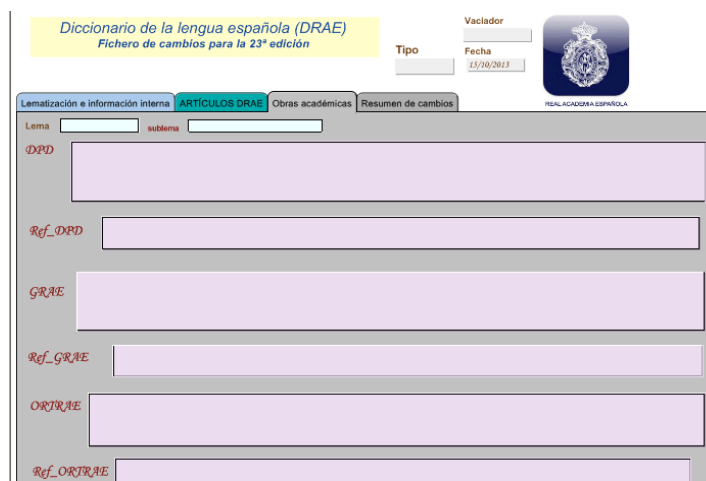 Diccionario de la lengua española (DRAE)
Fichero de cambios para la 23ª edición
Tipo
Vaciador
Fecha
15/10/2013
REAL ACADEMIA ESPAÑOLA
Lematización e información interna
ARTÍCULOS DRAE
Obras académicas
Resumen de cambios
Lema
sublema
DPD
Ref_DPD
GRAE
Ref_GRAE
ORTRAE
Ref_ORTRAE